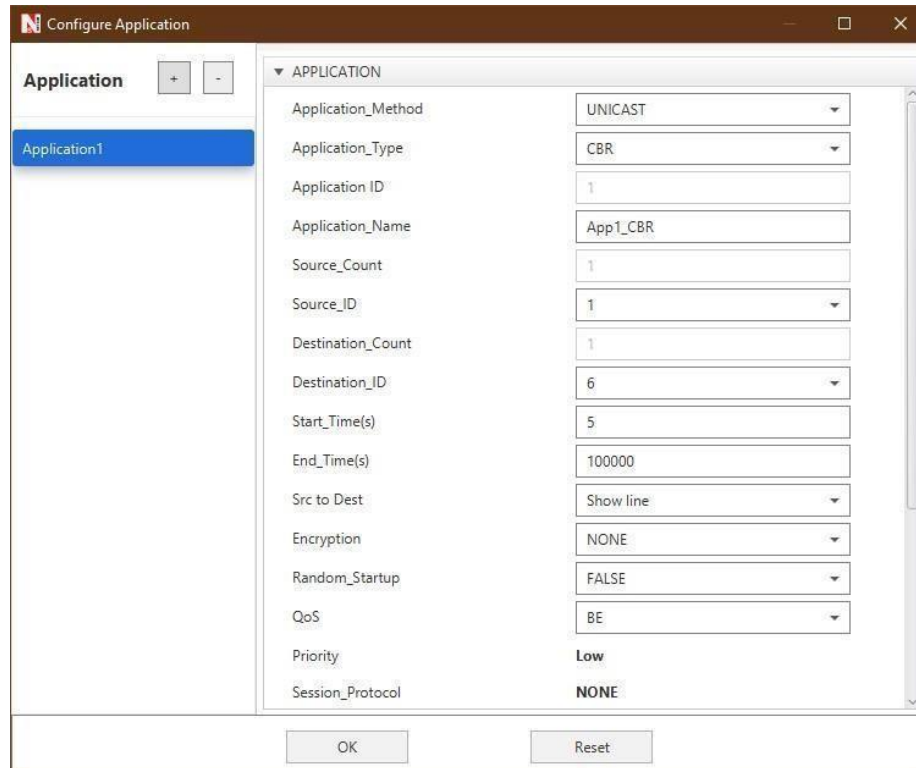 Configure Application
Application + -
Application1
APPLICATION
Application_Method UNICAST
Application_Type CBR
Application ID 1
Application_Name App1_CBR
Source_Count 1
Source_ID 1
Destination_Count 1
Destination_ID 6
Start_Time(s) 5
End_Time(s) 100000
Src to Dest Show line
Encryption NONE
Random_Startup FALSE
QoS BE
Priority Low
Session_Protocol NONE
OK Reset